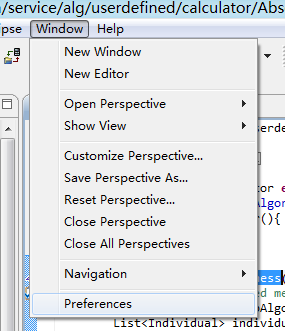 /service/alg/userdefined/calculator/Abs
ipse Window Help
New Window
New Editor
Open Perspective
Show View
Customize Perspective...
Save Perspective As...
Reset Perspective...
Close Perspective
Close All Perspectives
Navigation
Preferences
List<Individual> individ